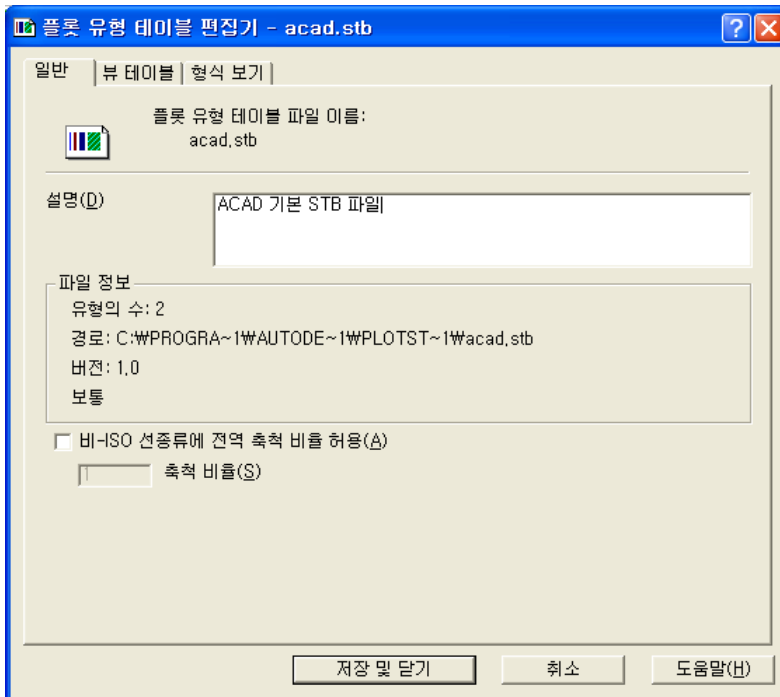 플롯 유형 테이블 편집기 - acad.stb
일반 뷰 테이블 형식 보기
플롯 유형 테이블 파일 이름:
acad.stb
설명(D) ACAD 기본 STB 파일
파일 정보
유형의 수: 2
경로: C:₩PROGRA~1₩AUTODE~1₩PLOTST~1₩acad.stb
버전: 1.0
보통
비-ISO 선종류에 전역 축척 비율 허용(A)
1 축척 비율(S)
저장 및 닫기 취소 도움말(H)